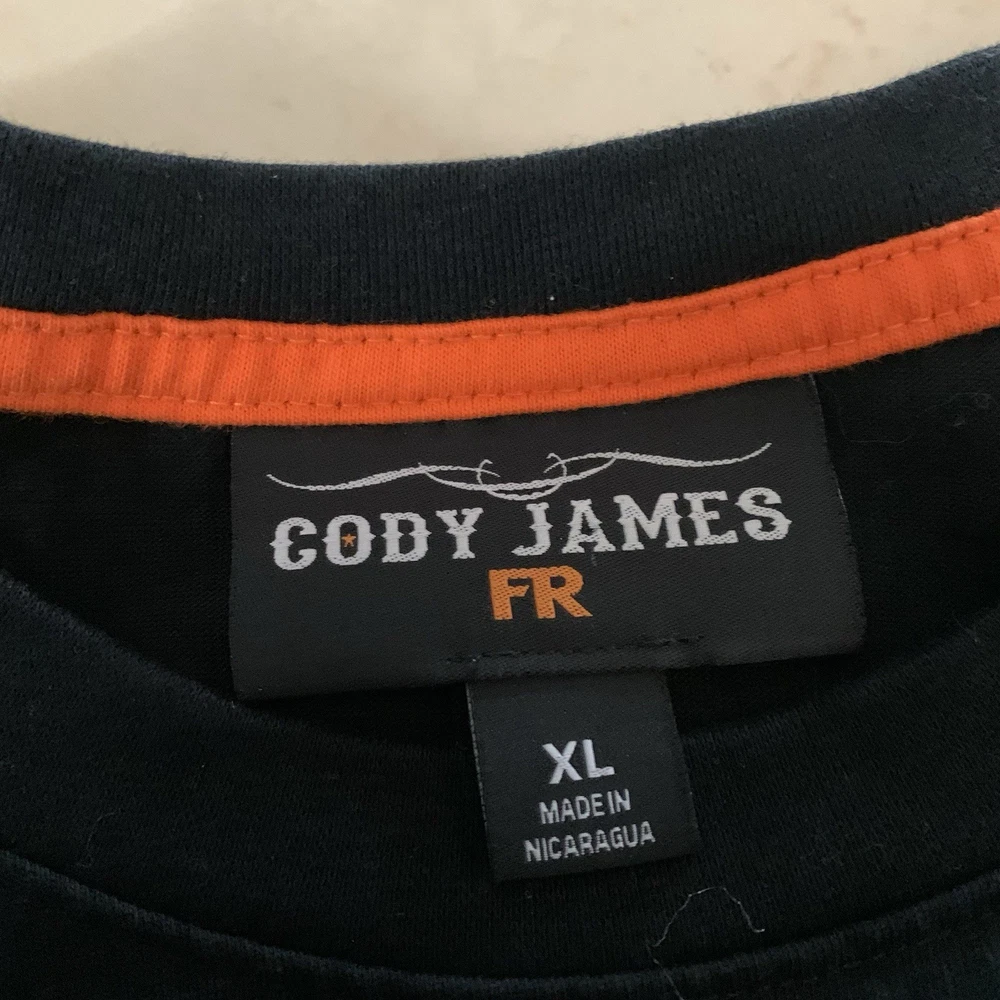 CODY JAMES
FR
XL
MADE IN
NICARAGUA